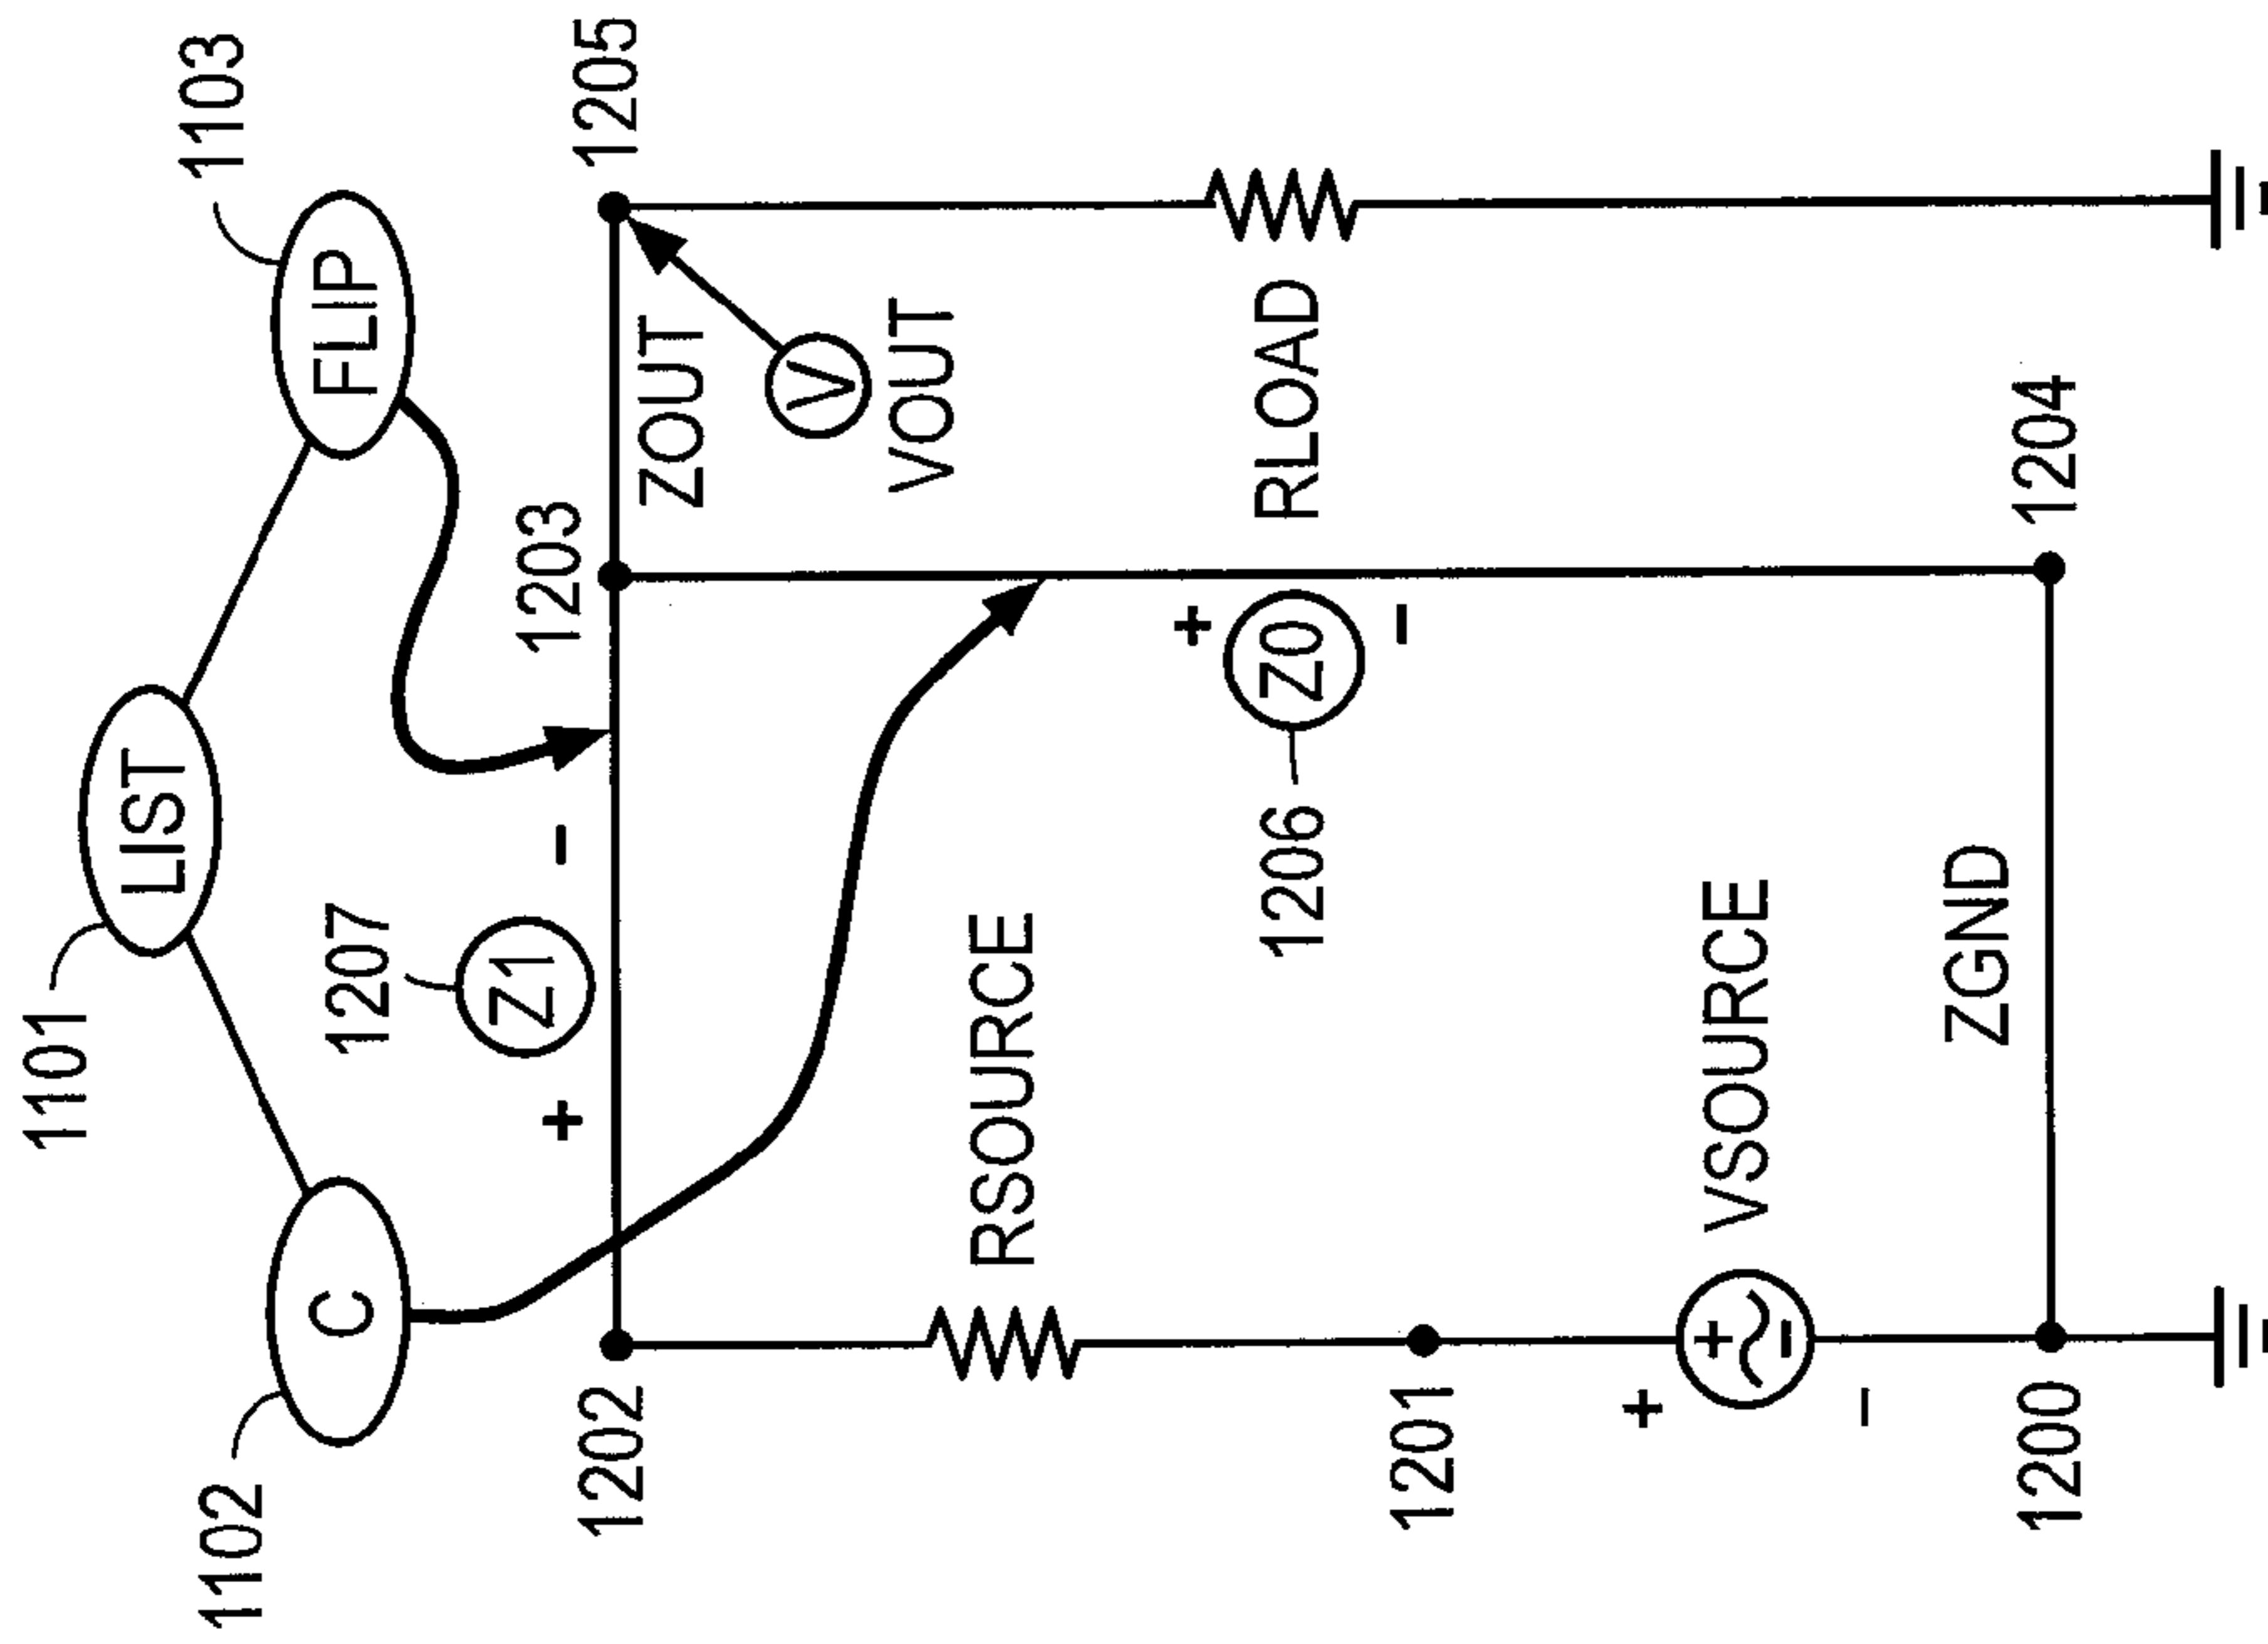 1101
LIST
1102
C
1103
FLIP
1207
Z1
+
-
1202
1203
1205
ZOUT
V
VOUT
RSOURCE
RLOAD
+
Z0
-
1206
1201
+
-
+
-
VSOURCE
ZGND
1200
1204